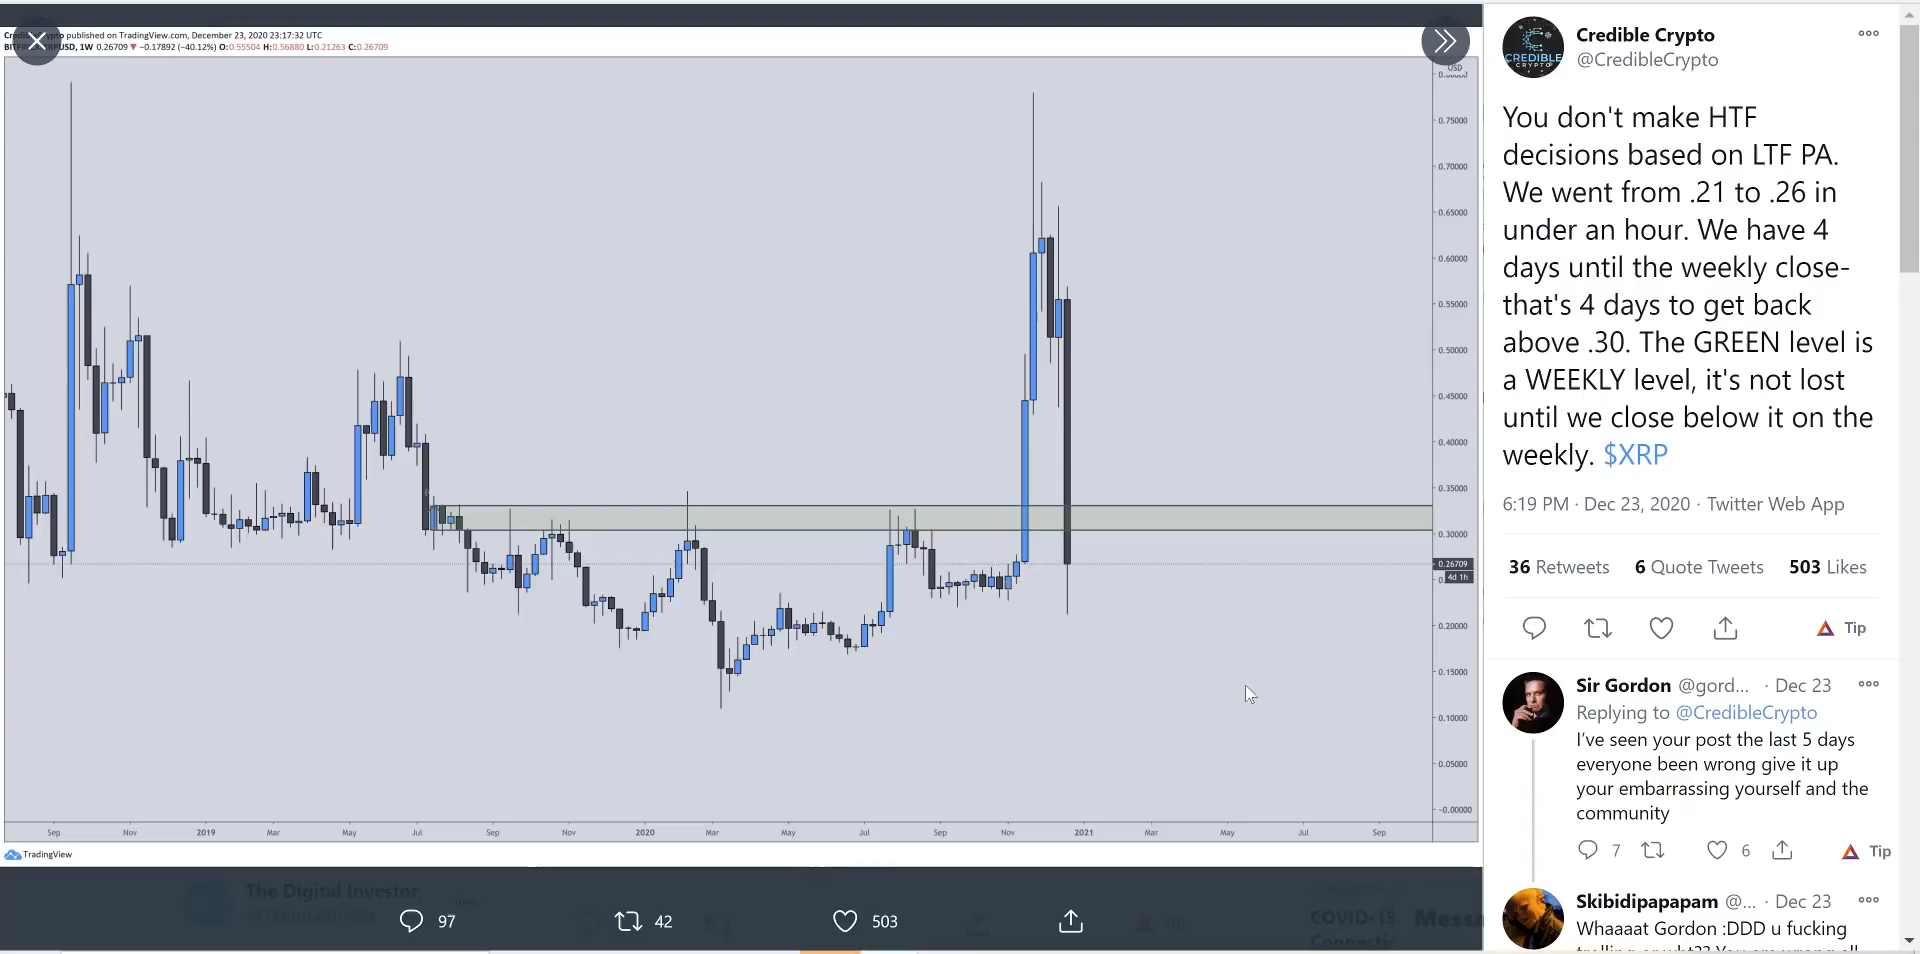 published on TradingView.com, December 23, 2020 23:17:32 UTC
1W 0.26709 ▼ −0.17892 (−40.12%) O:0.55504 H:0.56880 L:0.21263 C:0.26709
USD
0.75000
0.70000
0.65000
0.60000
0.55000
0.50000
0.45000
0.40000
0.35000
0.30000
0.26709
4d 1h
0.20000
0.15000
0.10000
0.05000
−0.00000
Sep Nov 2019 Mar May Jul Sep Nov 2020 Mar May Jul Sep Nov 2021 Mar May Jul Sep
TradingView
The Digital Investor
COVID-19
97 42 503
CREDIBLE
CRYPTO
Credible Crypto
@CredibleCrypto
You don't make HTF
decisions based on LTF PA.
We went from .21 to .26 in
under an hour. We have 4
days until the weekly close-
that's 4 days to get back
above .30. The GREEN level is
a WEEKLY level, it's not lost
until we close below it on the
weekly. $XRP
6:19 PM · Dec 23, 2020 · Twitter Web App
36 Retweets 6 Quote Tweets 503 Likes
Tip
Sir Gordon @gord... · Dec 23
Replying to @CredibleCrypto
I’ve seen your post the last 5 days
everyone been wrong give it up
your embarrassing yourself and the
community
7 6 Tip
Skibidipapapam @... · Dec 23
Whaaaat Gordon :DDD u fucking